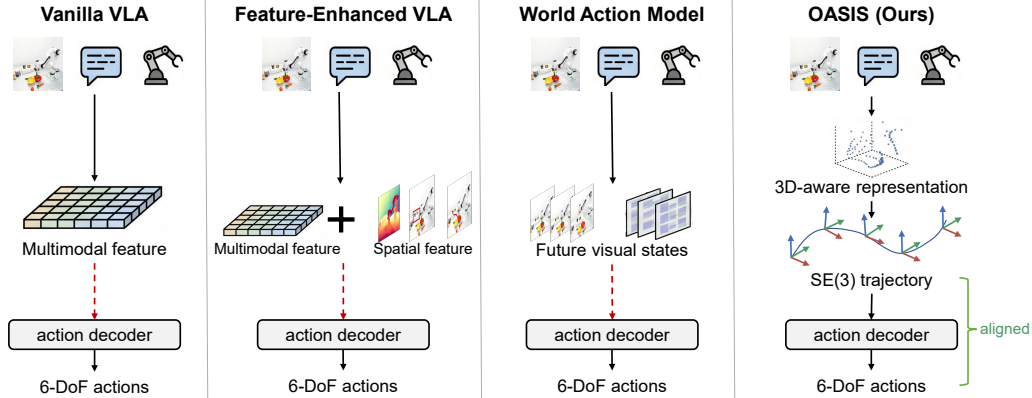 Vanilla VLA
Multimodal feature
action decoder
6-DoF actions
Feature-Enhanced VLA
Multimodal feature
Spatial feature
action decoder
6-DoF actions
World Action Model
Future visual states
action decoder
6-DoF actions
OASIS (Ours)
3D-aware representation
SE(3) trajectory
action decoder
6-DoF actions
aligned